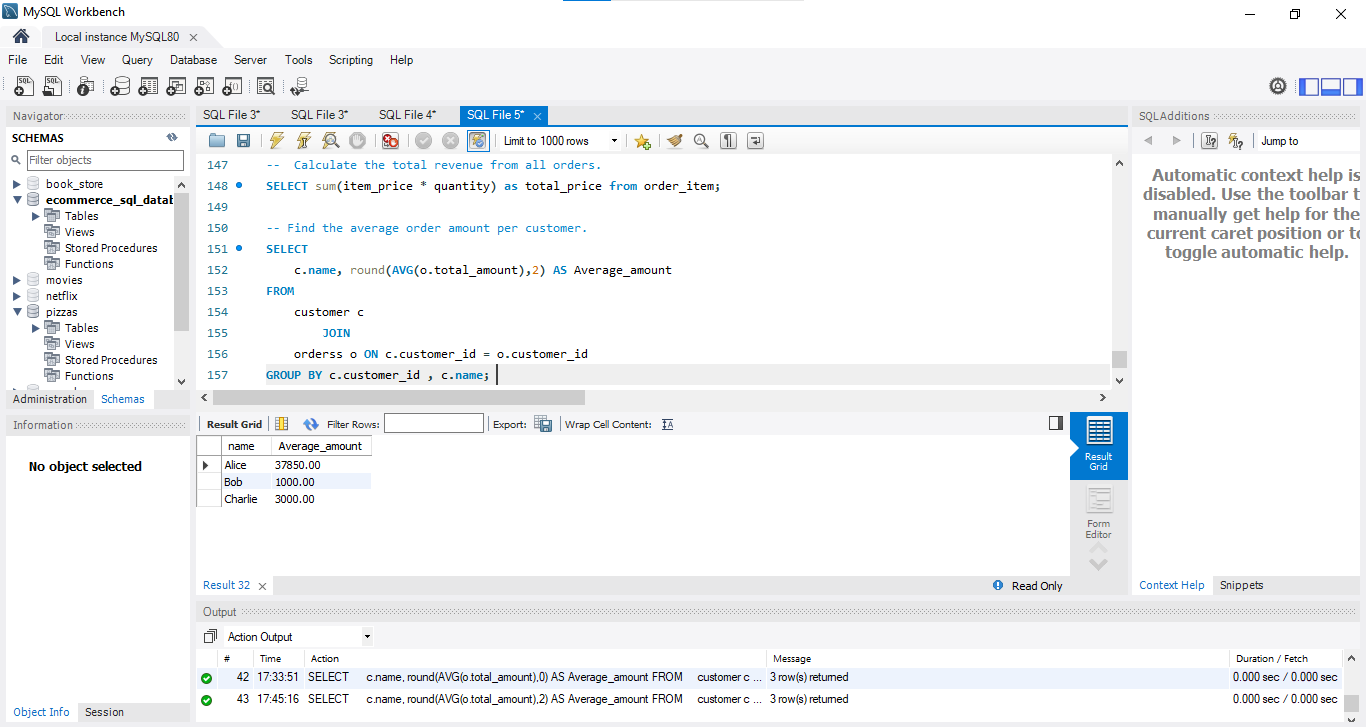 MySQL Workbench
Local instance MySQL80
File Edit View Query Database Server Tools Scripting Help
Navigator
SCHEMAS
Filter objects
book_store
ecommerce_sql_datab
Tables
Views
Stored Procedures
Functions
movies
netflix
pizzas
Tables
Views
Stored Procedures
Functions
Administration Schemas
Information
No object selected
Object Info Session
SQL File 3* SQL File 3* SQL File 4* SQL File 5*
Limit to 1000 rows
147 -- Calculate the total revenue from all orders.
148 SELECT sum(item_price * quantity) as total_price from order_item;
149
150 -- Find the average order amount per customer.
151 SELECT
152 c.name, round(AVG(o.total_amount),2) AS Average_amount
153 FROM
154 customer c
155 JOIN
156 orderss o ON c.customer_id = o.customer_id
157 GROUP BY c.customer_id , c.name;
Result Grid Filter Rows: Export: Wrap Cell Content:
name Average_amount
Alice 37850.00
Bob 1000.00
Charlie 3000.00
Result Grid
Form Editor
Result 32
Read Only
Output
Action Output
# Time Action Message Duration / Fetch
42 17:33:51 SELECT c.name, round(AVG(o.total_amount),0) AS Average_amount FROM customer c ... 3 row(s) returned 0.000 sec / 0.000 sec
43 17:45:16 SELECT c.name, round(AVG(o.total_amount),2) AS Average_amount FROM customer c ... 3 row(s) returned 0.000 sec / 0.000 sec
SQLAdditions
Jump to
Automatic context help is
disabled. Use the toolbar t
manually get help for the
current caret position or to
toggle automatic help.
Context Help Snippets